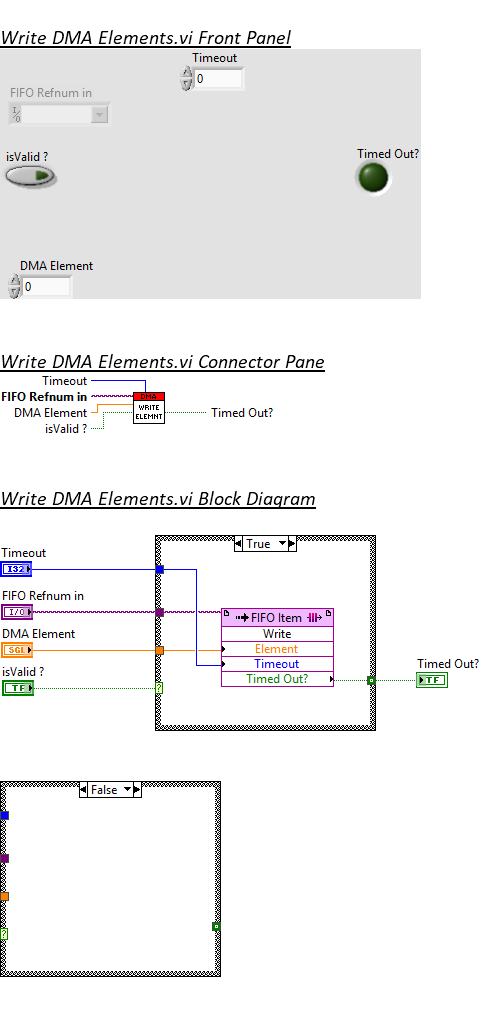 Write DMA Elements.vi Front Panel
Timeout
0
FIFO Refnum in
I/O
isValid ?
Timed Out?
DMA Element
0
Write DMA Elements.vi Connector Pane
Timeout
FIFO Refnum in
DMA Element
isValid ?
DMA
WRITE
ELEMNT
Timed Out?
Write DMA Elements.vi Block Diagram
True
Timeout
I32
FIFO Refnum in
I/O
DMA Element
SGL
isValid ?
TF
?
FIFO Item
Write
Element
Timeout
Timed Out?
Timed Out?
TF
False
?